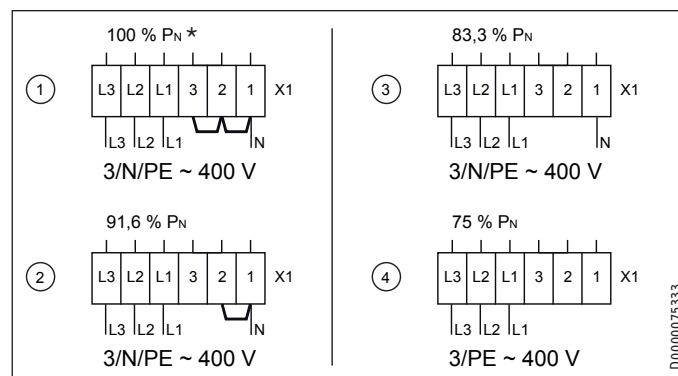 100 % PN *
1
L3 L2 L1 3 2 1 X1
L3 L2 L1 N
3/N/PE ~ 400 V
91,6 % PN
2
L3 L2 L1 3 2 1 X1
L3 L2 L1 N
3/N/PE ~ 400 V
83,3 % PN
3
L3 L2 L1 3 2 1 X1
L3 L2 L1 N
3/N/PE ~ 400 V
75 % PN
4
L3 L2 L1 3 2 1 X1
L3 L2 L1
3/PE ~ 400 V
D0000075333